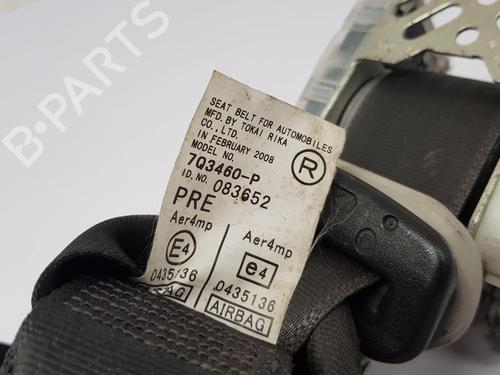 SEAT BELT FOR AUTOMOBILES
MFD. BY TOKAI RIKA
CO., LTD.
IN FEBRUARY 2008
MODEL NO.
7Q3460-P
ID. NO. 083652
R
PRE
Aer4mp
Aer4mp
E4
e4
0435136
0435136
AIRBAG
B-PARTS